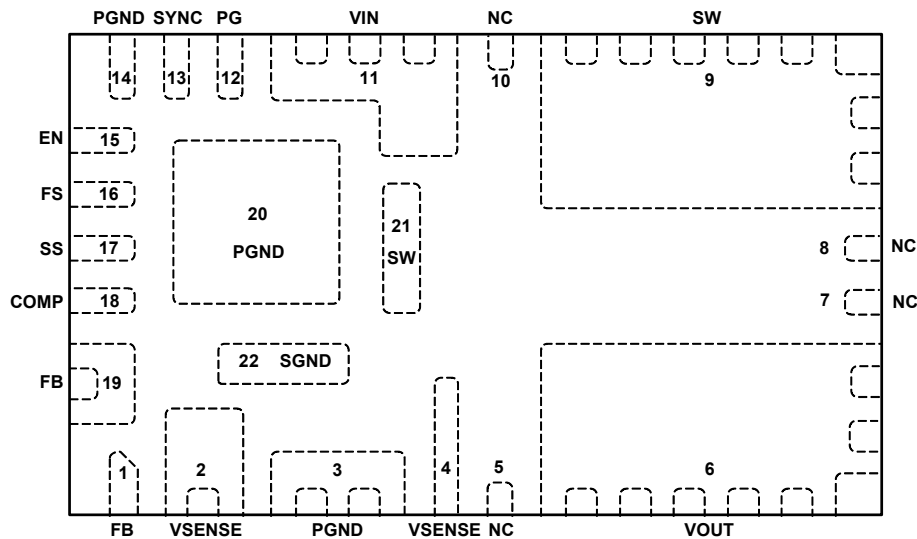 PGND SYNC PG VIN NC SW
14 13 12 11 10 9
EN 15
FS 16
20 PGND
21 SW
SS 17
8 NC
COMP 18
7 NC
22 SGND
FB 19
1 2 3 4 5 6
FB VSENSE PGND VSENSE NC VOUT